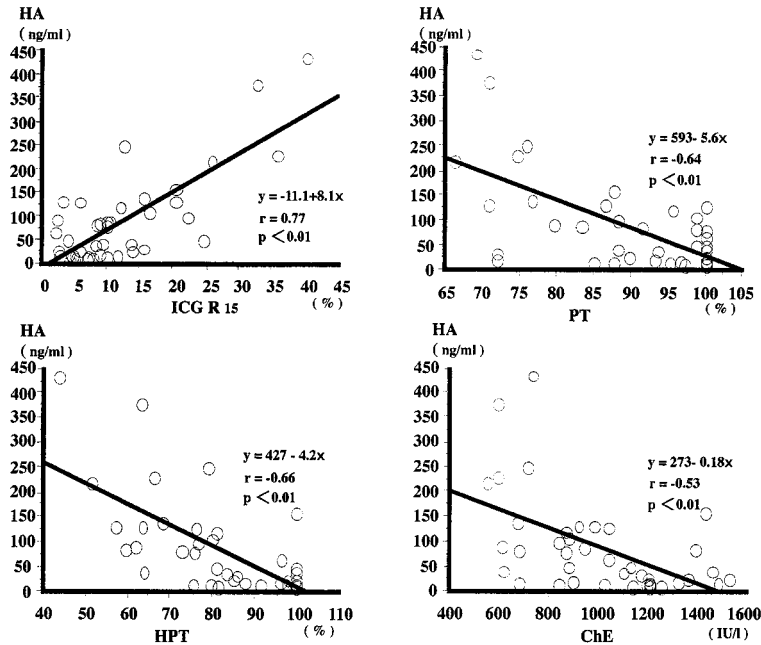 HA
( ng/ml )
450
400
350
300
250
200
150
100
50
0
y = -11.1+8.1x
r = 0.77
p <0.01
0 5 10 15 20 25 30 35 40 45
ICG R 15 ( % )
HA
( ng/ml )
450
400
350
300
250
200
150
100
50
0
y = 593- 5.6x
r = -0.64
p <0.01
65 70 75 80 85 90 95 100 105
PT ( % )
HA
( ng/ml )
450
400
350
300
250
200
150
100
50
0
y = 427 - 4.2x
r = -0.66
p <0.01
40 50 60 70 80 90 100 110
HPT ( % )
HA
( ng/ml )
450
400
350
300
250
200
150
100
50
0
y = 273- 0.18x
r = -0.53
p <0.01
400 600 800 1000 1200 1400 1600
ChE ( IU/l )